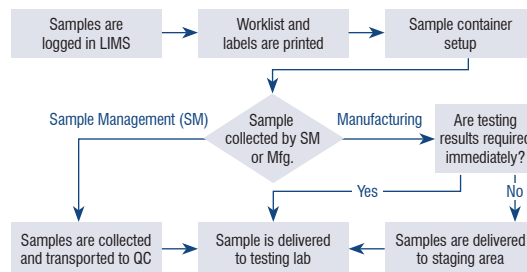 Samples are
logged in LIMS
Worklist and
labels are printed
Sample container
setup
Sample Management (SM)
Sample
collected by SM
or Mfg.
Manufacturing
Are testing
results required
immediately?
Yes
No
Samples are collected
and transported to QC
Sample is delivered
to testing lab
Samples are delivered
to staging area